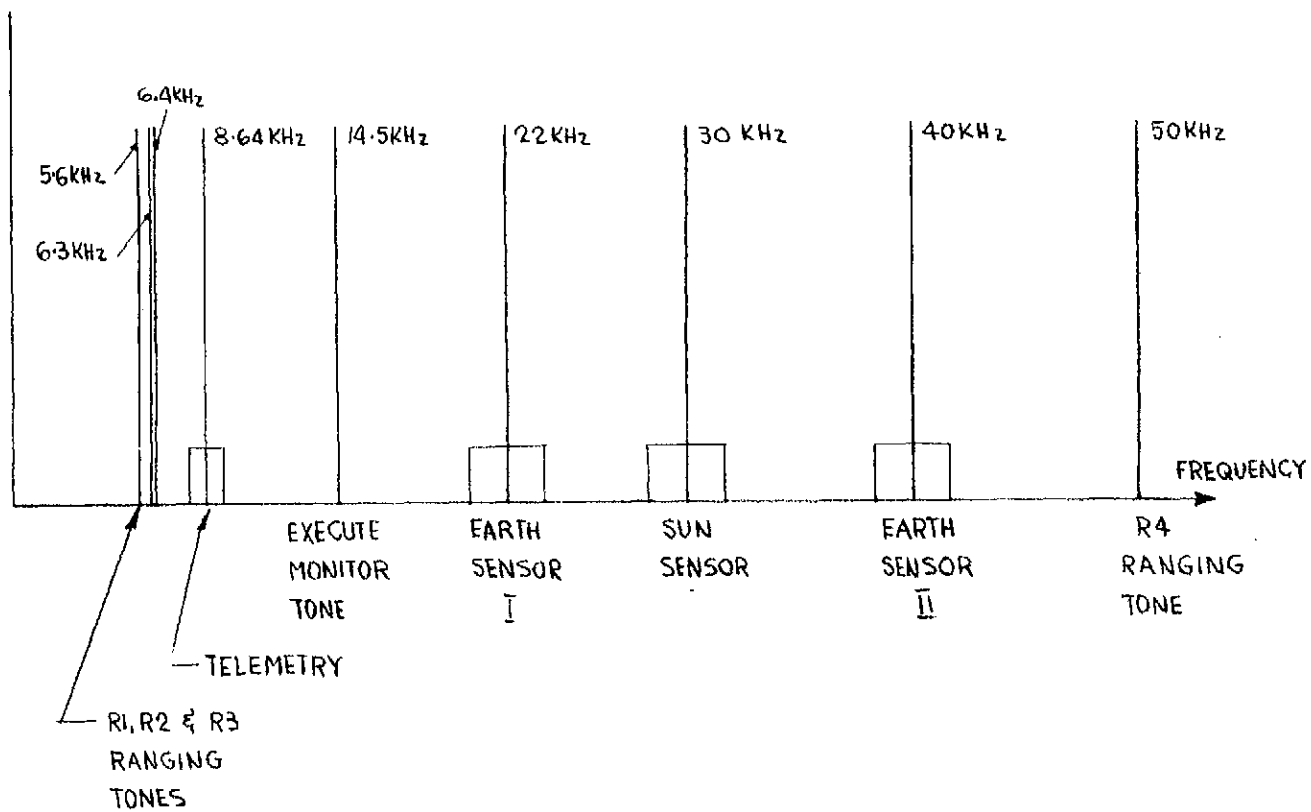 6.4KHz
5.6KHz
6.3KHz
8.64KHz
14.5KHz
22KHz
30 KHz
40KHz
50KHz
FREQUENCY
EXECUTE
MONITOR
TONE
EARTH
SENSOR
I
SUN
SENSOR
EARTH
SENSOR
II
R4
RANGING
TONE
TELEMETRY
R1, R2 & R3
RANGING
TONES